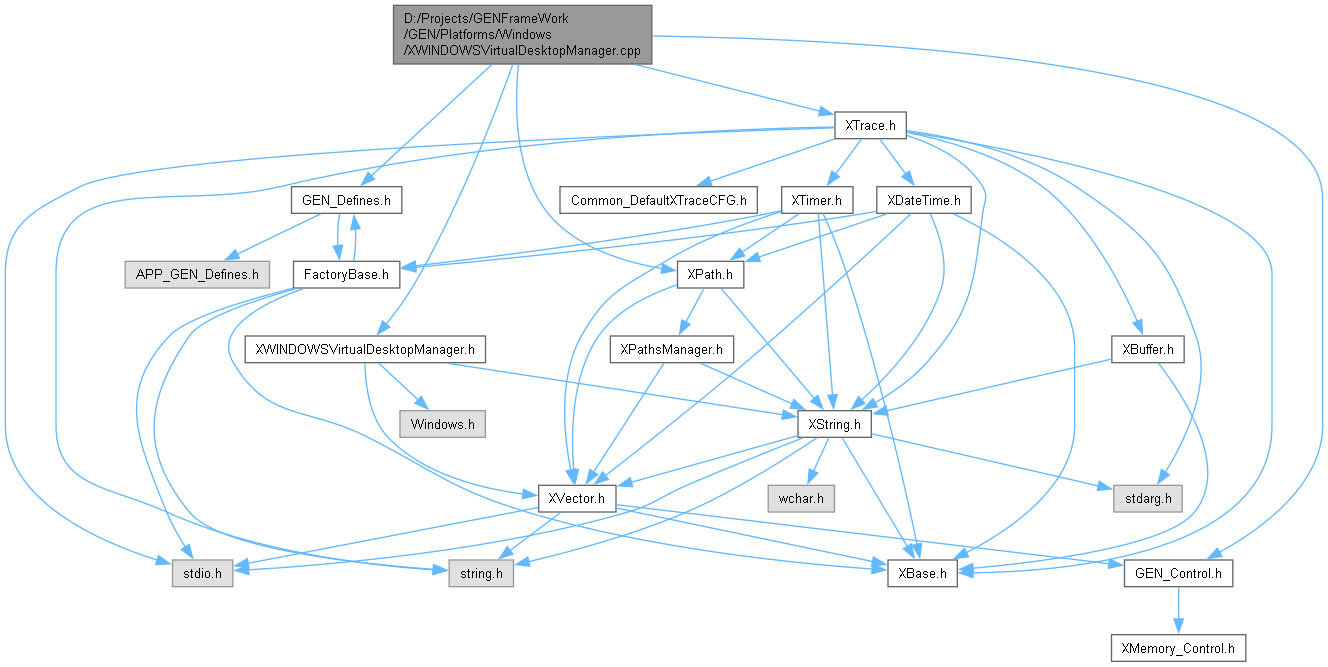 D:/Projects/GENFrameWork
/GEN/Platforms/Windows
/XWINDOWSVirtualDesktopManager.cpp
XTrace.h
GEN_Defines.h
Common_DefaultXTraceCFG.h
XTimer.h
XDateTime.h
APP_GEN_Defines.h
FactoryBase.h
XPath.h
XWINDOWSVirtualDesktopManager.h
XPathsManager.h
XBuffer.h
Windows.h
XString.h
XVector.h
wchar.h
stdarg.h
stdio.h
string.h
XBase.h
GEN_Control.h
XMemory_Control.h